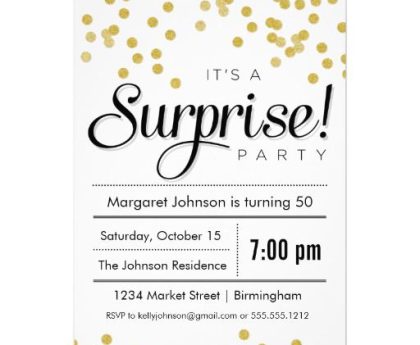 IT'S A
Surprise!
PARTY
Margaret Johnson is turning 50
Saturday, October 15
7:00 pm
The Johnson Residence
1234 Market Street | Birmingham
RSVP to kellyjohnson@gmail.com or 555.555.1212